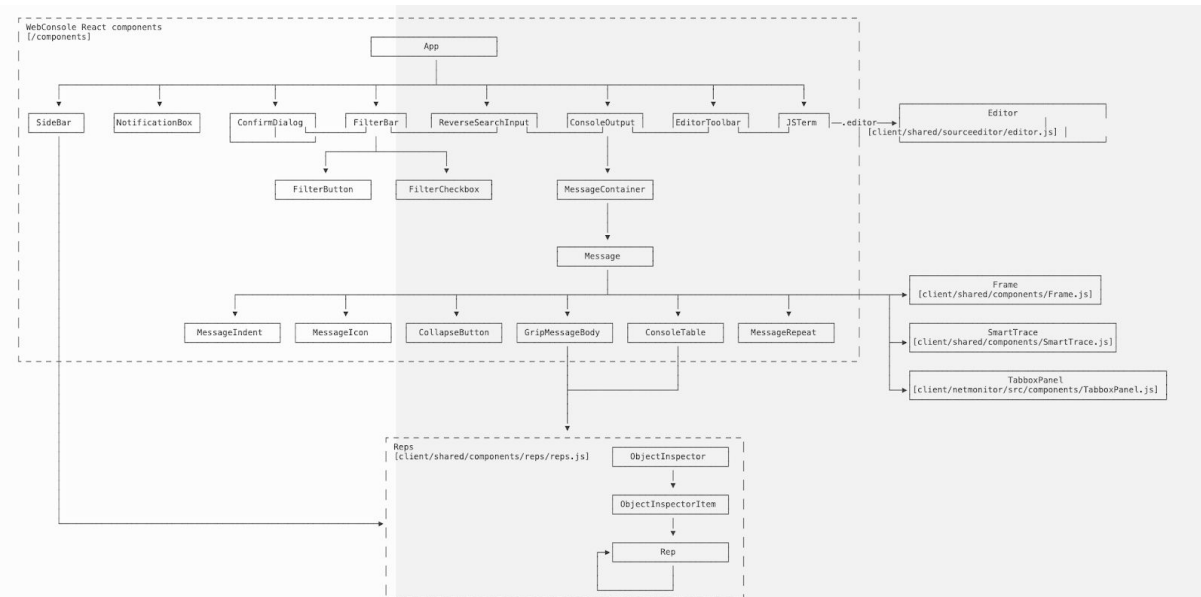 WebConsole React components
[/components]
App
SideBar
NotificationBox
ConfirmDialog
FilterBar
ReverseSearchInput
ConsoleOutput
EditorToolbar
JSTerm
.editor
Editor
[client/shared/sourceeditor/editor.js]
FilterButton
FilterCheckbox
MessageContainer
Message
Frame
[client/shared/components/Frame.js]
MessageIndent
MessageIcon
CollapseButton
GripMessageBody
ConsoleTable
MessageRepeat
SmartTrace
[client/shared/components/SmartTrace.js]
TabboxPanel
[client/netmonitor/src/components/TabboxPanel.js]
Reps
[client/shared/components/reps/reps.js]
ObjectInspector
ObjectInspectorItem
Rep